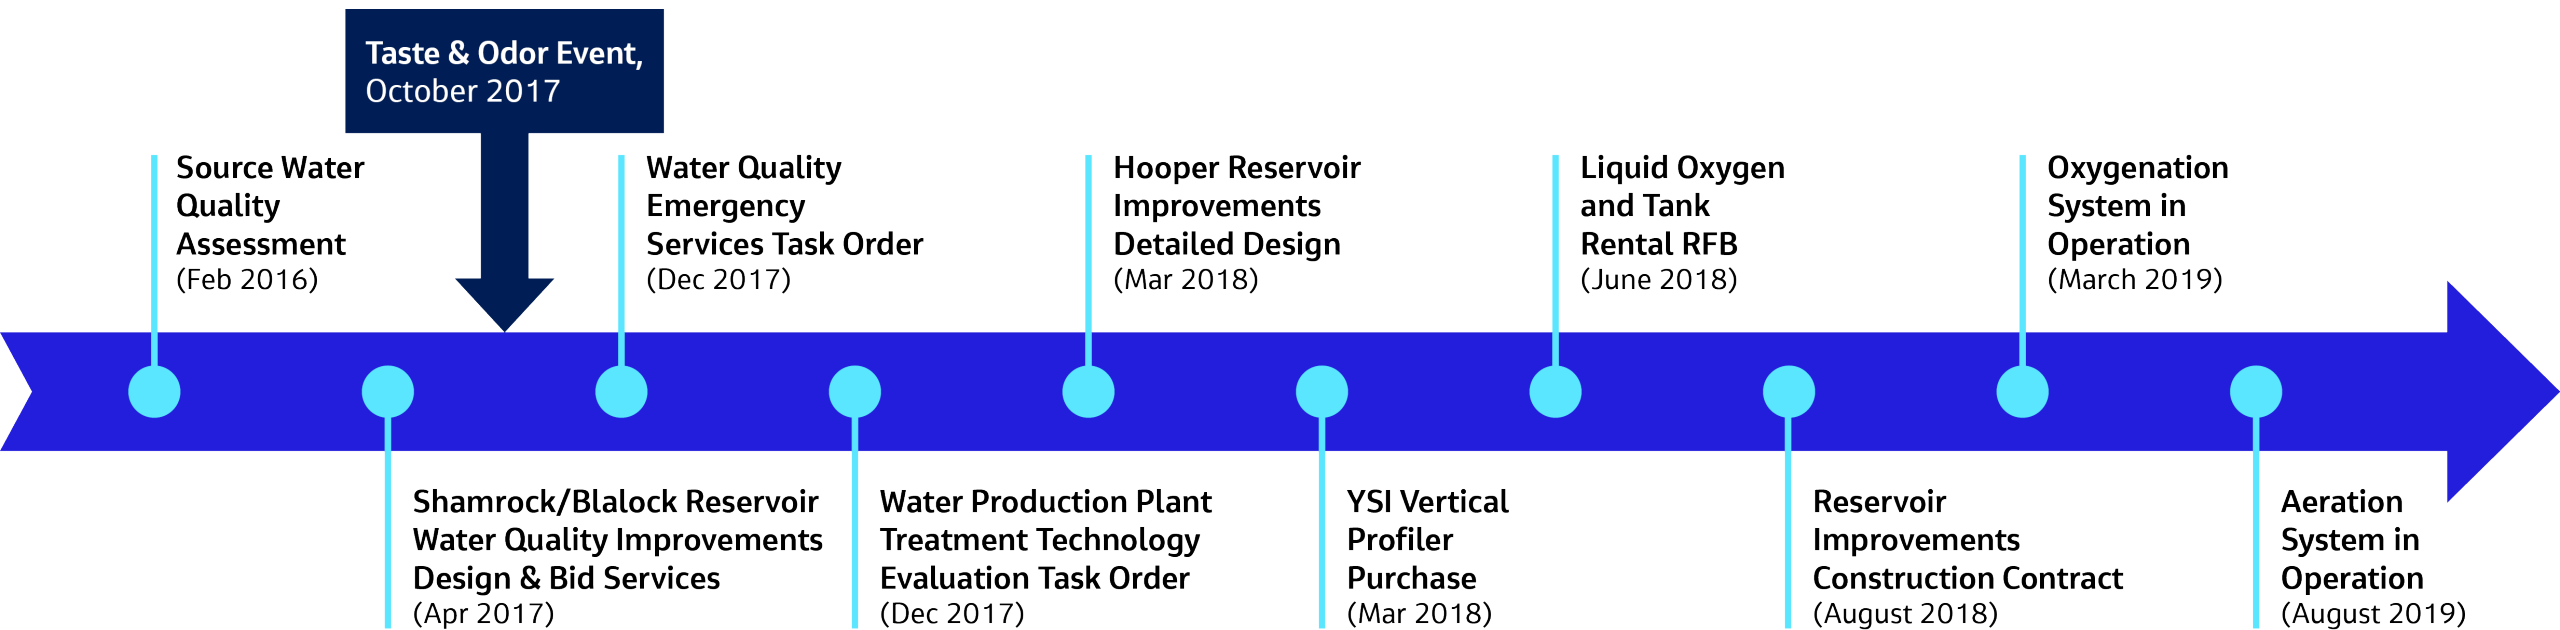 Taste & Odor Event,
October 2017
Source Water
Quality
Assessment
(Feb 2016)
Water Quality
Emergency
Services Task Order
(Dec 2017)
Hooper Reservoir
Improvements
Detailed Design
(Mar 2018)
Liquid Oxygen
and Tank
Rental RFB
(June 2018)
Oxygenation
System in
Operation
(March 2019)
Shamrock/Blalock Reservoir
Water Quality Improvements
Design & Bid Services
(Apr 2017)
Water Production Plant
Treatment Technology
Evaluation Task Order
(Dec 2017)
YSI Vertical
Profiler
Purchase
(Mar 2018)
Reservoir
Improvements
Construction Contract
(August 2018)
Aeration
System in
Operation
(August 2019)